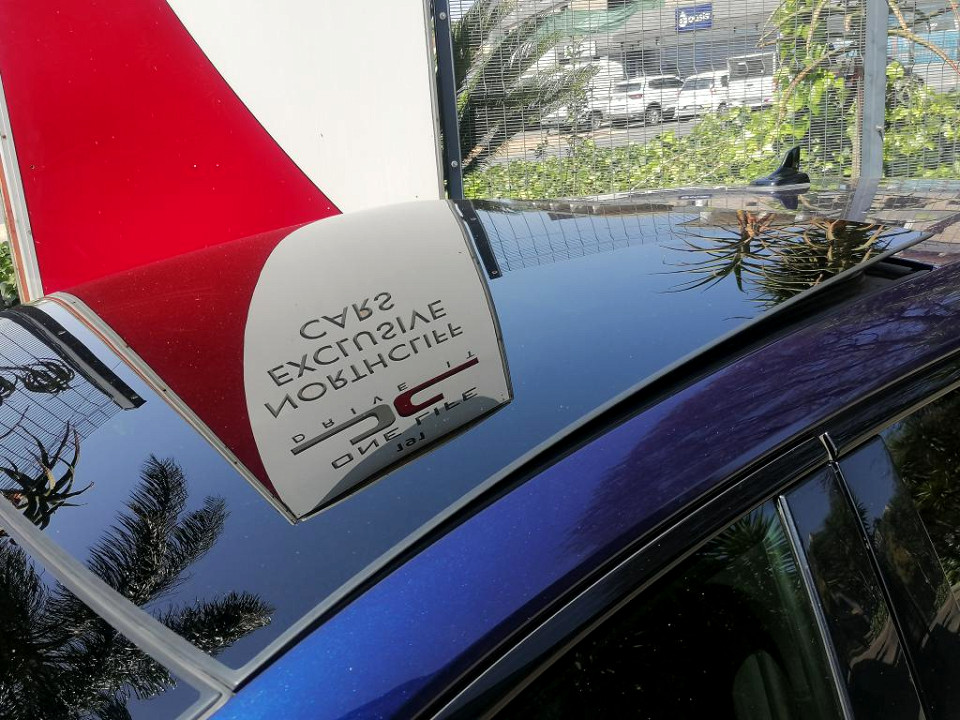 ONE LIFE
DRIVE IT
NORTHCLIFF
EXCLUSIVE
CARS
oasis